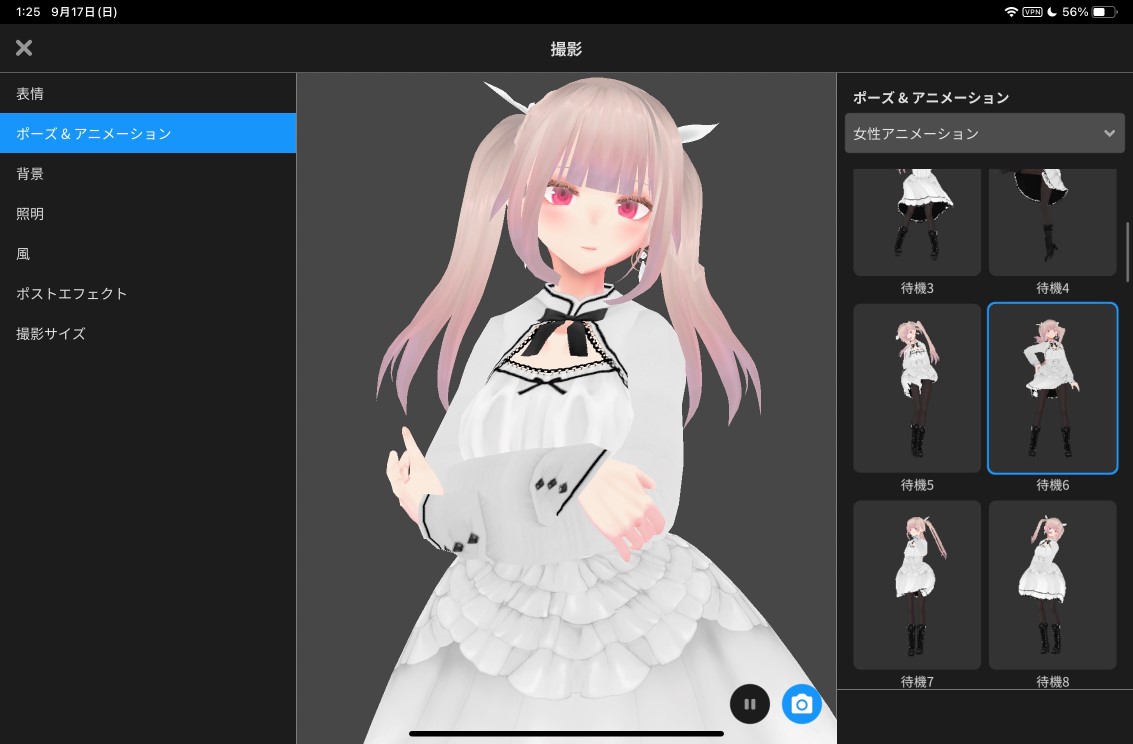 1:25 9月17日(日)
VPN 56%
撮影
表情
ポーズ & アニメーション
背景
照明
風
ポストエフェクト
撮影サイズ
ポーズ & アニメーション
女性アニメーション
待機3 待機4
待機5 待機6
待機7 待機8